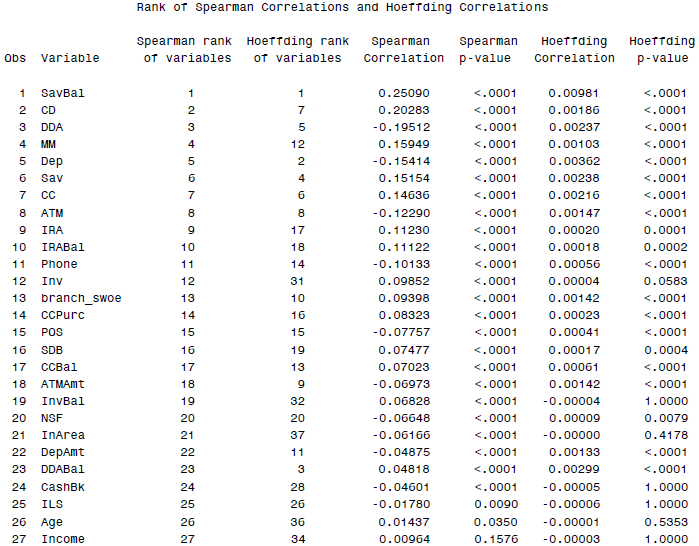 Rank of Spearman Correlations and Hoeffding Correlations
Spearman rank Hoeffding rank Spearman Spearman Hoeffding Hoeffding
Obs Variable of variables of variables Correlation p-value Correlation p-value
1 SavBal 1 1 0.25090 <.0001 0.00981 <.0001
2 CD 2 7 0.20283 <.0001 0.00186 <.0001
3 DDA 3 5 -0.19512 <.0001 0.00237 <.0001
4 MM 4 12 0.15949 <.0001 0.00103 <.0001
5 Dep 5 2 -0.15414 <.0001 0.00362 <.0001
6 Sav 6 4 0.15154 <.0001 0.00238 <.0001
7 CC 7 6 0.14636 <.0001 0.00216 <.0001
8 ATM 8 8 -0.12290 <.0001 0.00147 <.0001
9 IRA 9 17 0.11230 <.0001 0.00020 0.0001
10 IRABal 10 18 0.11122 <.0001 0.00018 0.0002
11 Phone 11 14 -0.10133 <.0001 0.00056 <.0001
12 Inv 12 31 0.09852 <.0001 0.00004 0.0583
13 branch_swoe 13 10 0.09398 <.0001 0.00142 <.0001
14 CCPurc 14 16 0.08323 <.0001 0.00023 <.0001
15 POS 15 15 -0.07757 <.0001 0.00041 <.0001
16 SDB 16 19 0.07477 <.0001 0.00017 0.0004
17 CCBal 17 13 0.07023 <.0001 0.00061 <.0001
18 ATMAmt 18 9 -0.06973 <.0001 0.00142 <.0001
19 InvBal 19 32 0.06828 <.0001 -0.00004 1.0000
20 NSF 20 20 -0.06648 <.0001 0.00009 0.0079
21 InArea 21 37 -0.06166 <.0001 -0.00000 0.4178
22 DepAmt 22 11 -0.04875 <.0001 0.00133 <.0001
23 DDABal 23 3 0.04818 <.0001 0.00299 <.0001
24 CashBk 24 28 -0.04601 <.0001 -0.00005 1.0000
25 ILS 25 26 -0.01780 0.0090 -0.00006 1.0000
26 Age 26 36 0.01437 0.0350 -0.00001 0.5353
27 Income 27 34 0.00964 0.1576 -0.00003 1.0000